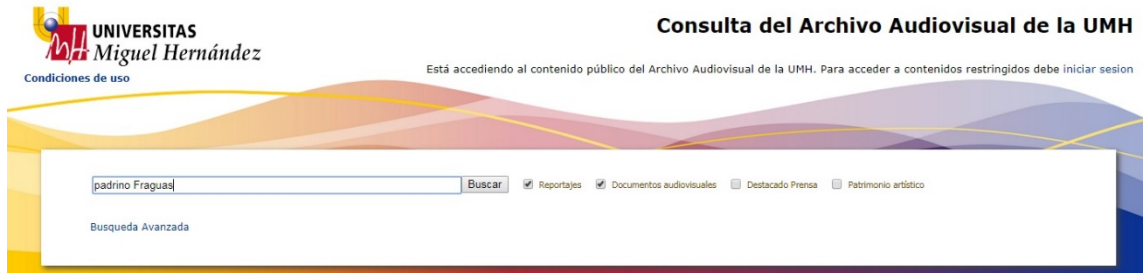 UNIVERSITAS
Miguel Hernández
Consulta del Archivo Audiovisual de la UMH
Condiciones de uso
Está accediendo al contenido público del Archivo Audiovisual de la UMH. Para acceder a contenidos restringidos debe iniciar sesion
padrino Fraguas Buscar Reportajes Documentos audiovisuales Destacado Prensa Patrimonio artístico
Busqueda Avanzada